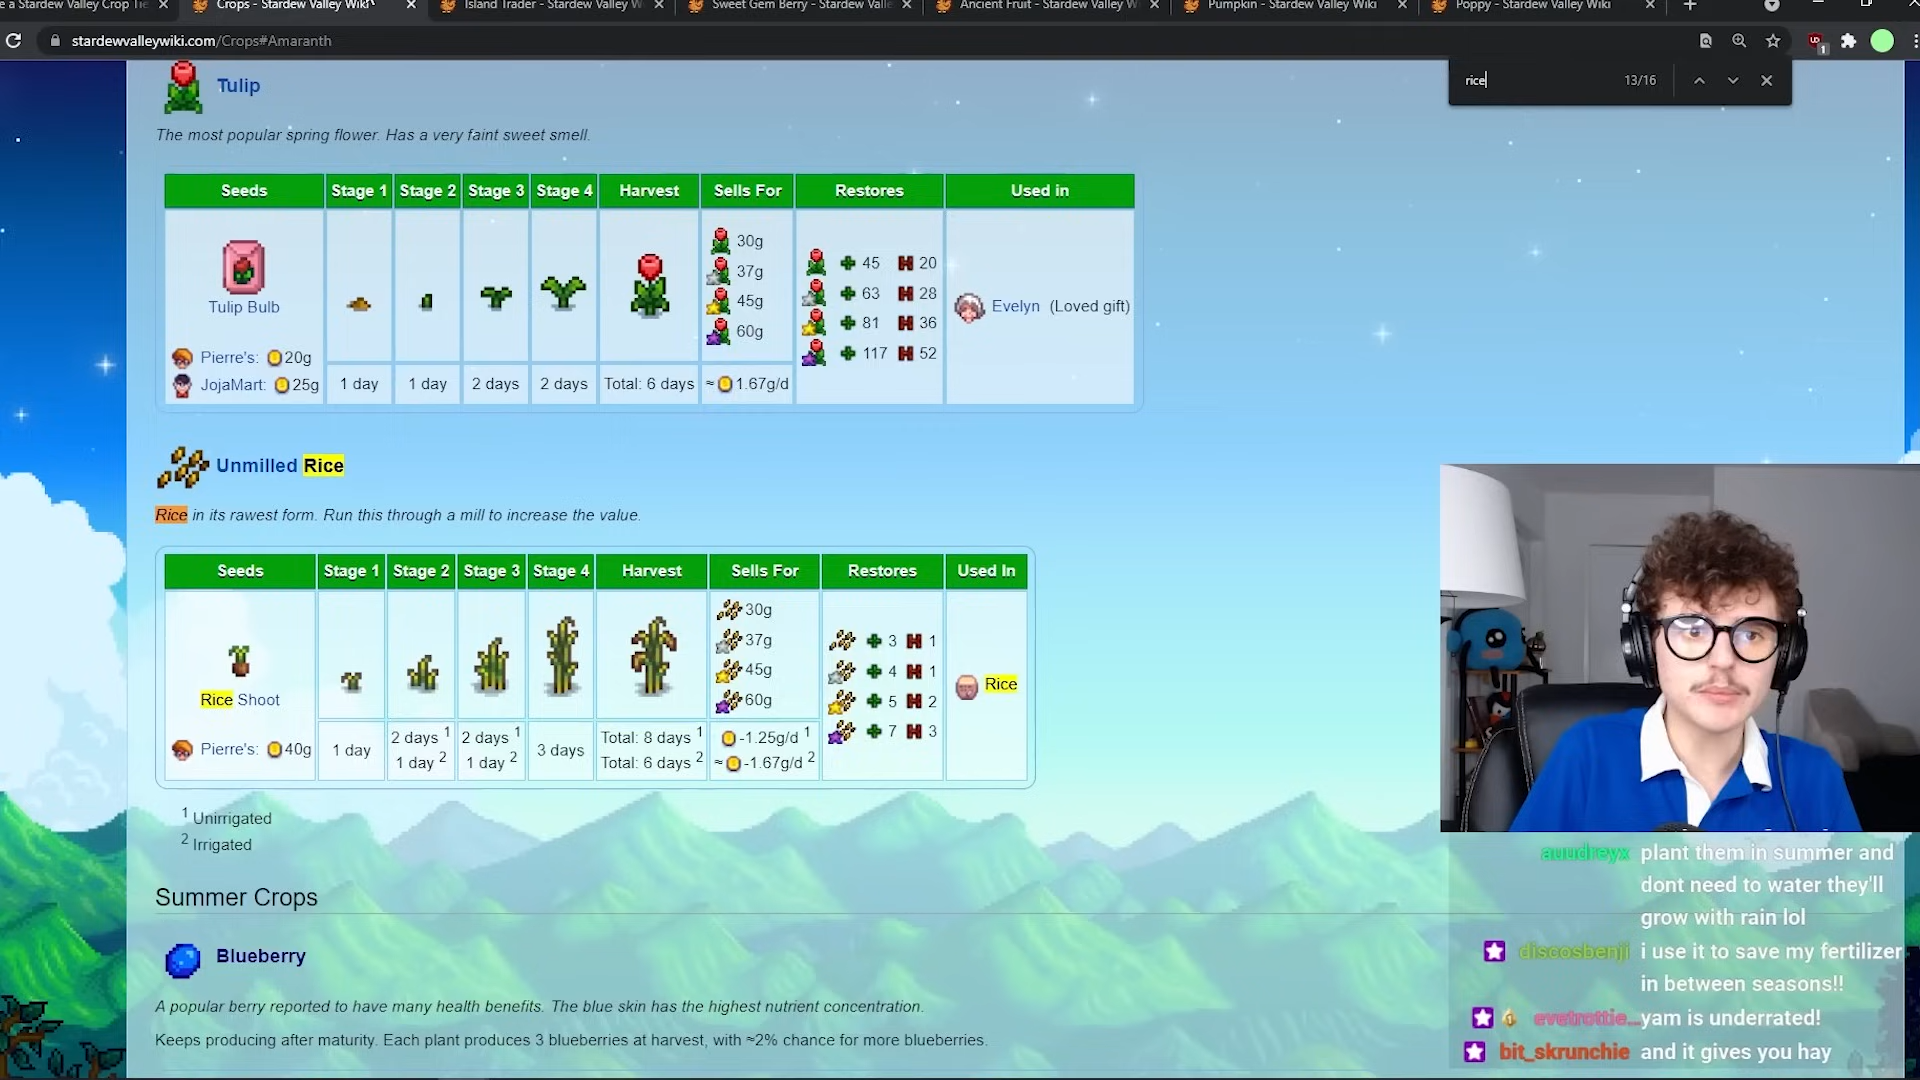 e a Stardew Valley Crop Tie
Crops - Stardew Valley Wiki
Island Trader - Stardew Valley W
Sweet Gem Berry - Stardew Valle
Ancient Fruit - Stardew Valley W
Pumpkin - Stardew Valley Wiki
Poppy - Stardew Valley Wiki
stardewvalleywiki.com/Crops#Amaranth
1
rice
13/16
Tulip
The most popular spring flower. Has a very faint sweet smell.
Seeds Stage 1 Stage 2 Stage 3 Stage 4 Harvest Sells For Restores Used in
Tulip Bulb
Pierre's: 20g
JojaMart: 25g
1 day 1 day 2 days 2 days Total: 6 days
30g
37g
45g
60g
≈ 1.67g/d
45 20
63 28
81 36
117 52
Evelyn (Loved gift)
Unmilled Rice
Rice in its rawest form. Run this through a mill to increase the value.
Seeds Stage 1 Stage 2 Stage 3 Stage 4 Harvest Sells For Restores Used In
Rice Shoot
Pierre's: 40g
1 day
2 days 1
1 day 2
2 days 1
1 day 2
3 days
Total: 8 days 1
Total: 6 days 2
30g
37g
45g
60g
-1.25g/d 1
≈ -1.67g/d 2
3 1
4 1
5 2
7 3
Rice
1 Unirrigated
2 Irrigated
Summer Crops
Blueberry
A popular berry reported to have many health benefits. The blue skin has the highest nutrient concentration.
Keeps producing after maturity. Each plant produces 3 blueberries at harvest, with ≈2% chance for more blueberries.
auudreyx plant them in summer and
dont need to water they'll
grow with rain lol
discosbenji i use it to save my fertilizer
in between seasons!!
evetrottie... yam is underrated!
bit_skrunchie and it gives you hay